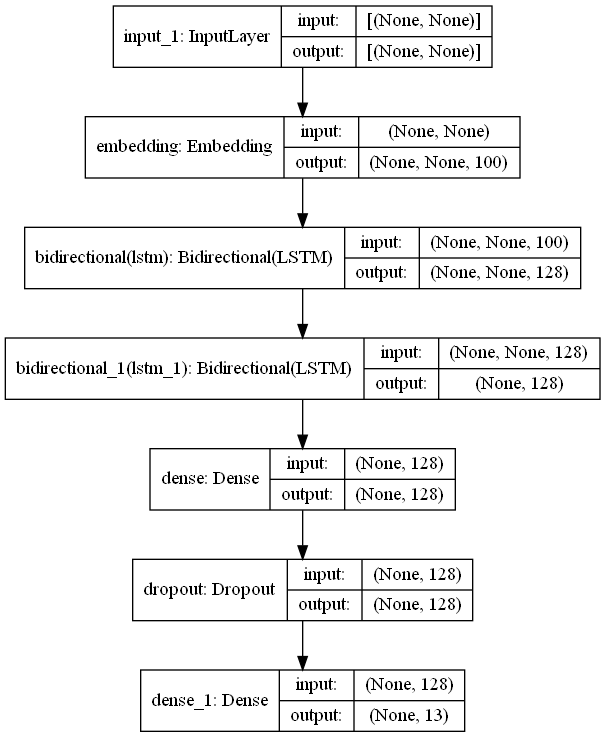 input_1: InputLayer
input:
[(None, None)]
output:
[(None, None)]
embedding: Embedding
input:
(None, None)
output:
(None, None, 100)
bidirectional(lstm): Bidirectional(LSTM)
input:
(None, None, 100)
output:
(None, None, 128)
bidirectional_1(lstm_1): Bidirectional(LSTM)
input:
(None, None, 128)
output:
(None, 128)
dense: Dense
input:
(None, 128)
output:
(None, 128)
dropout: Dropout
input:
(None, 128)
output:
(None, 128)
dense_1: Dense
input:
(None, 128)
output:
(None, 13)